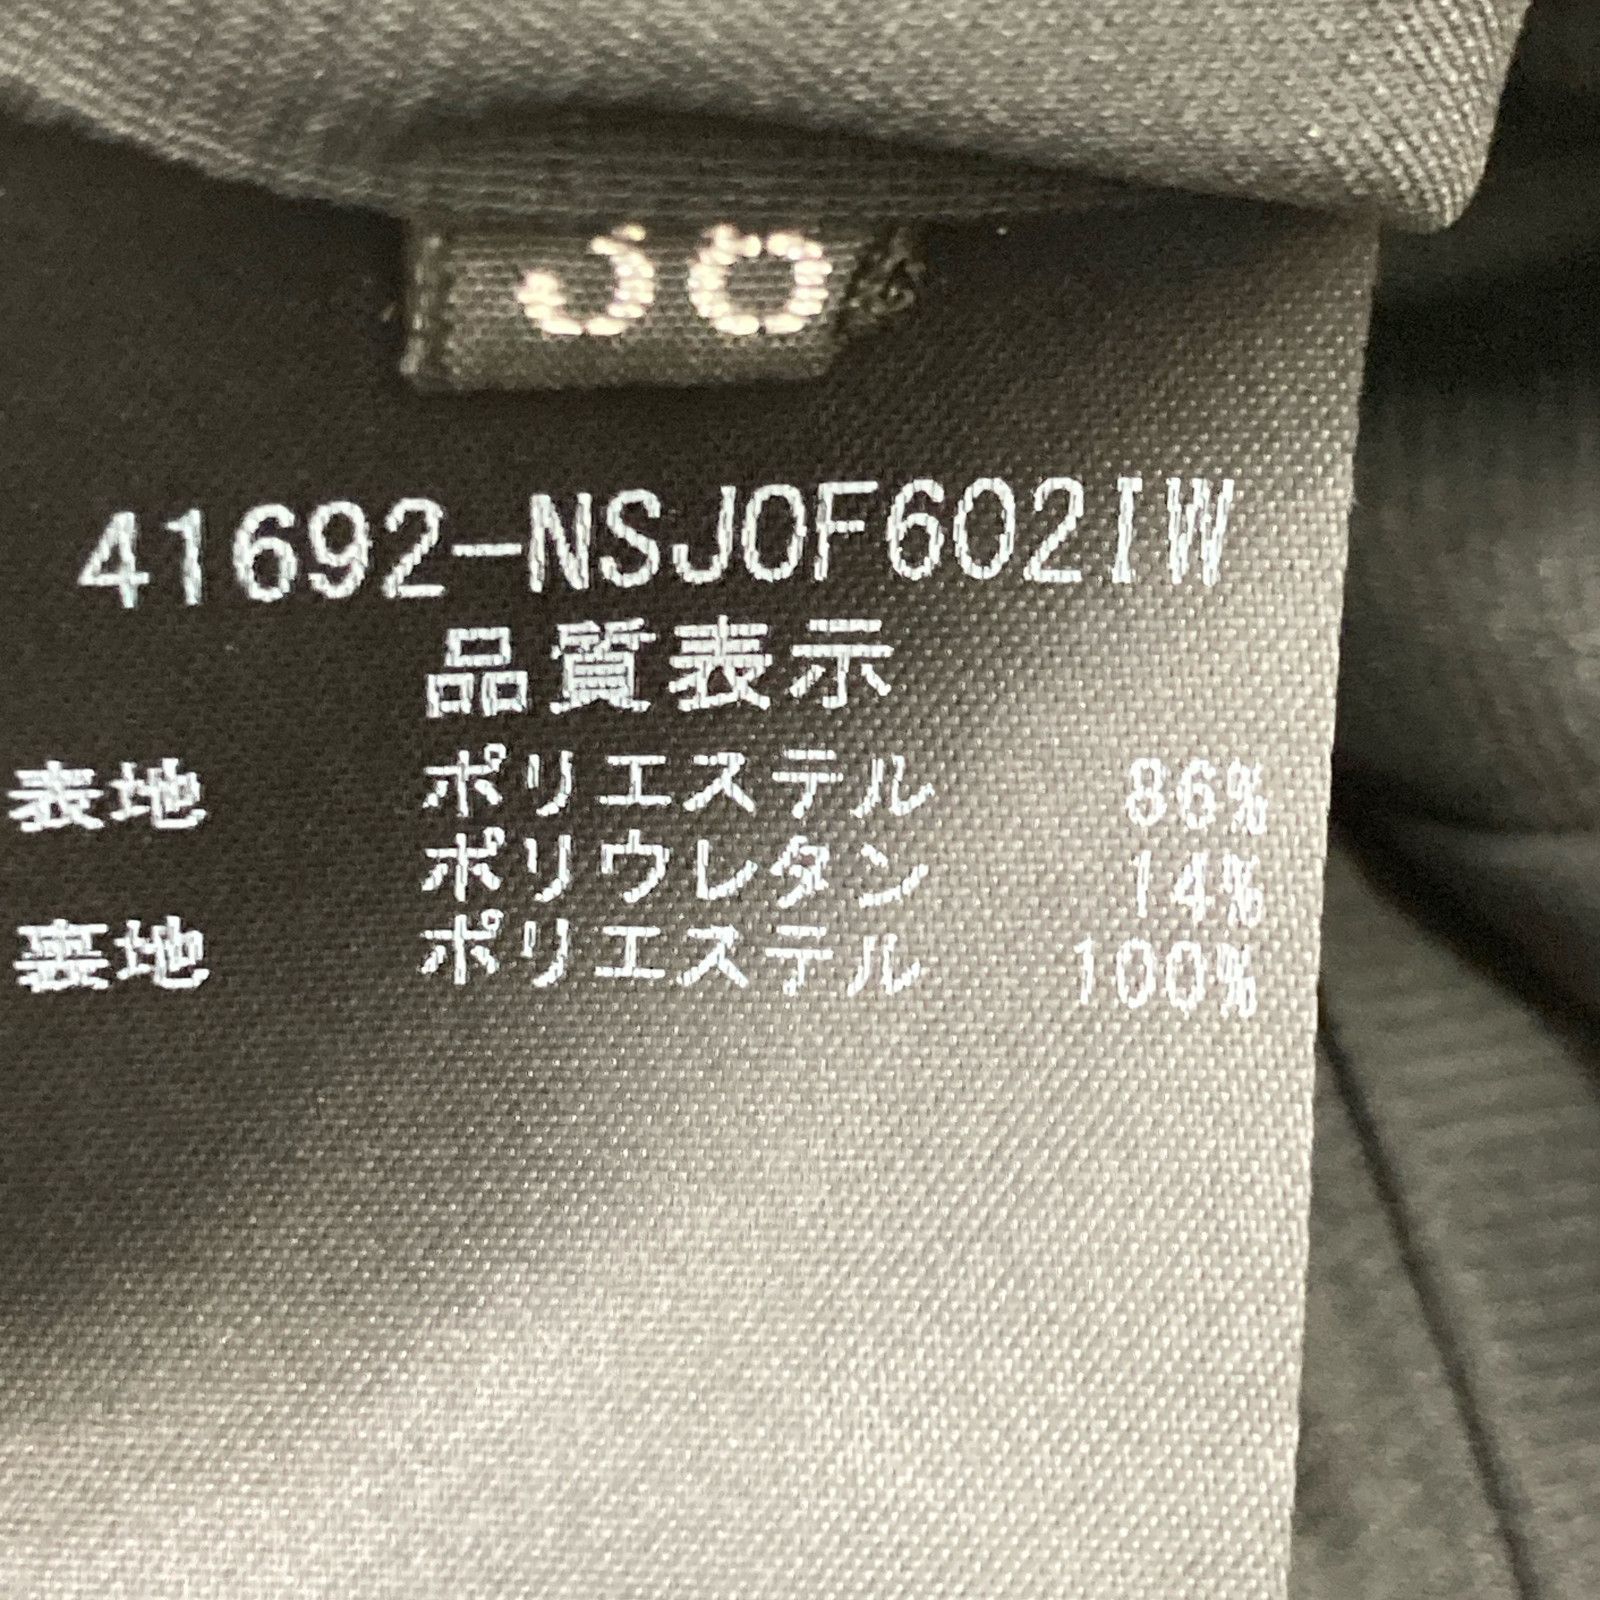 41692-NSJOF602IW
品質表示
表地 ポリエステル 86%
ポリウレタン 14%
裏地 ポリエステル 100%